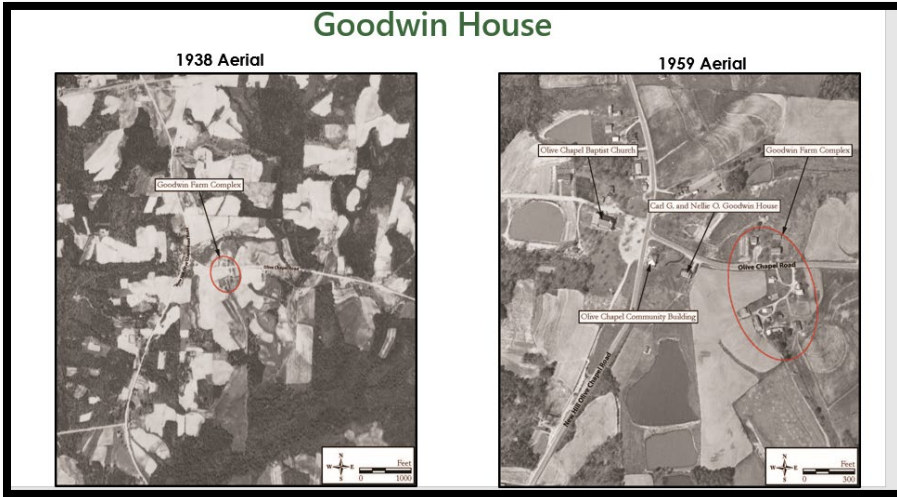 Goodwin House
1938 Aerial
Goodwin Farm Complex
Olive Chapel Road
N
W E
S
Feet
0 1000
1959 Aerial
Olive Chapel Baptist Church
Goodwin Farm Complex
Carl G. and Nellie O. Goodwin House
Olive Chapel Road
Olive Chapel Community Building
New Hill Olive Chapel Road
N
W E
S
Feet
0 300